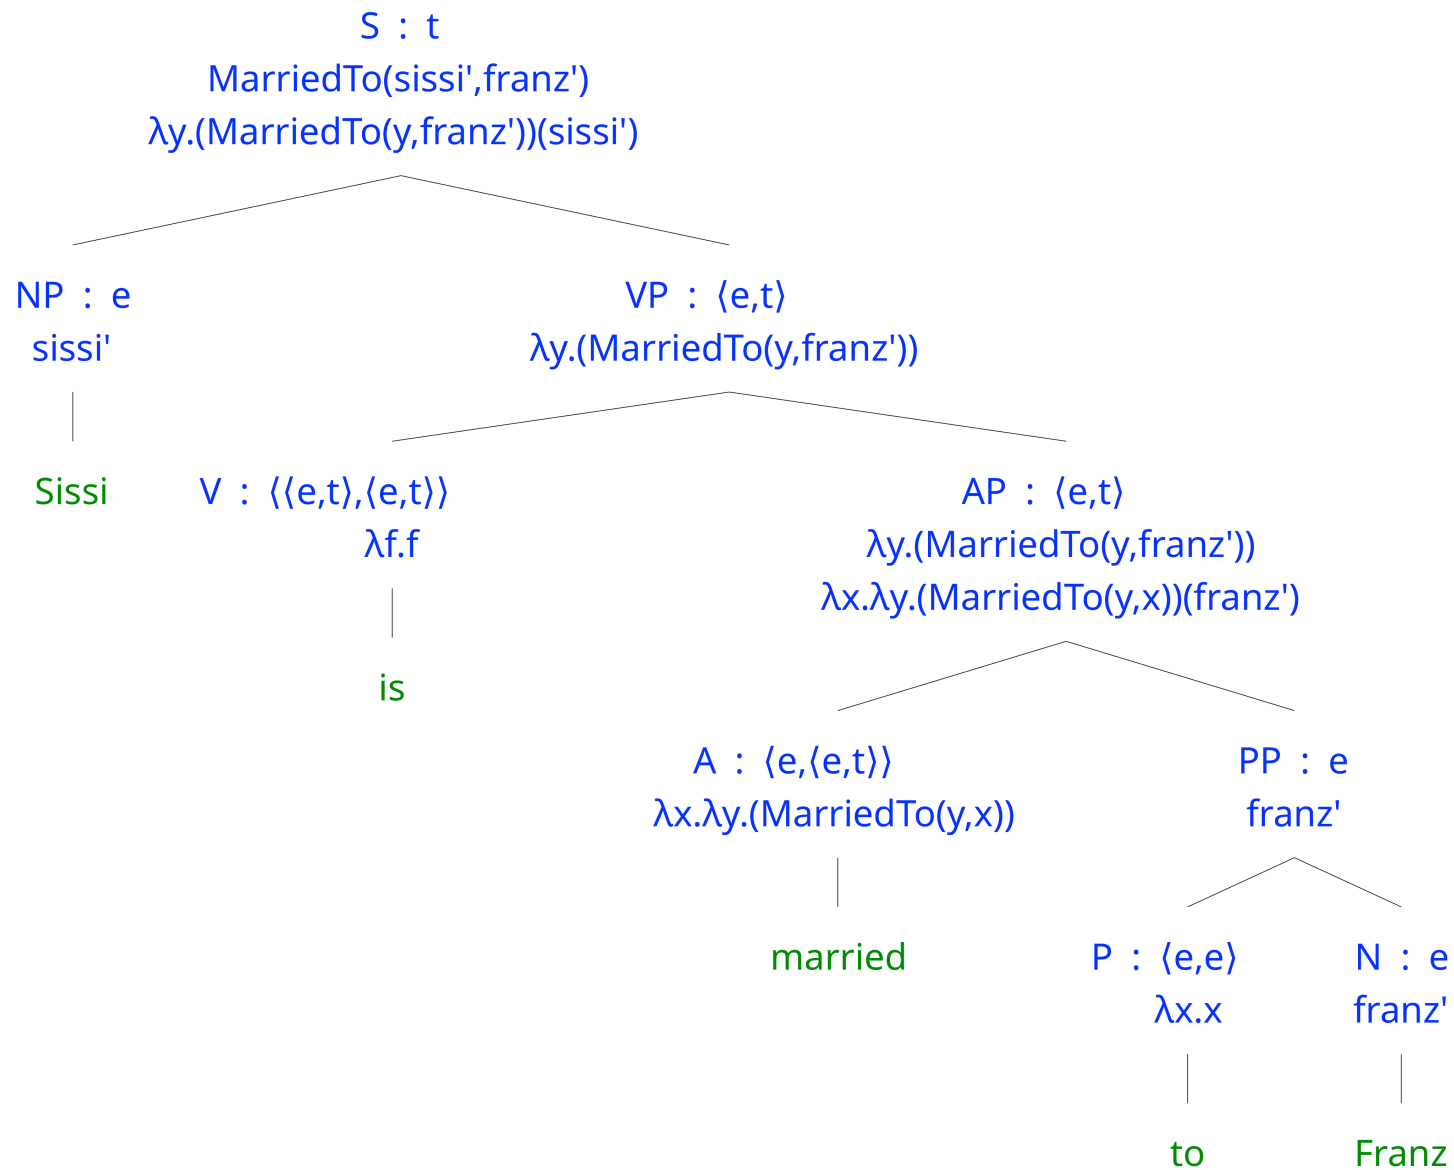 S : t
MarriedTo(sissi',franz')
λy.(MarriedTo(y,franz'))(sissi')
NP : e
sissi'
VP : ⟨e,t⟩
λy.(MarriedTo(y,franz'))
Sissi
V : ⟨⟨e,t⟩,⟨e,t⟩⟩
λf.f
AP : ⟨e,t⟩
λy.(MarriedTo(y,franz'))
λx.λy.(MarriedTo(y,x))(franz')
is
A : ⟨e,⟨e,t⟩⟩
λx.λy.(MarriedTo(y,x))
PP : e
franz'
married
P : ⟨e,e⟩
λx.x
N : e
franz'
to
Franz